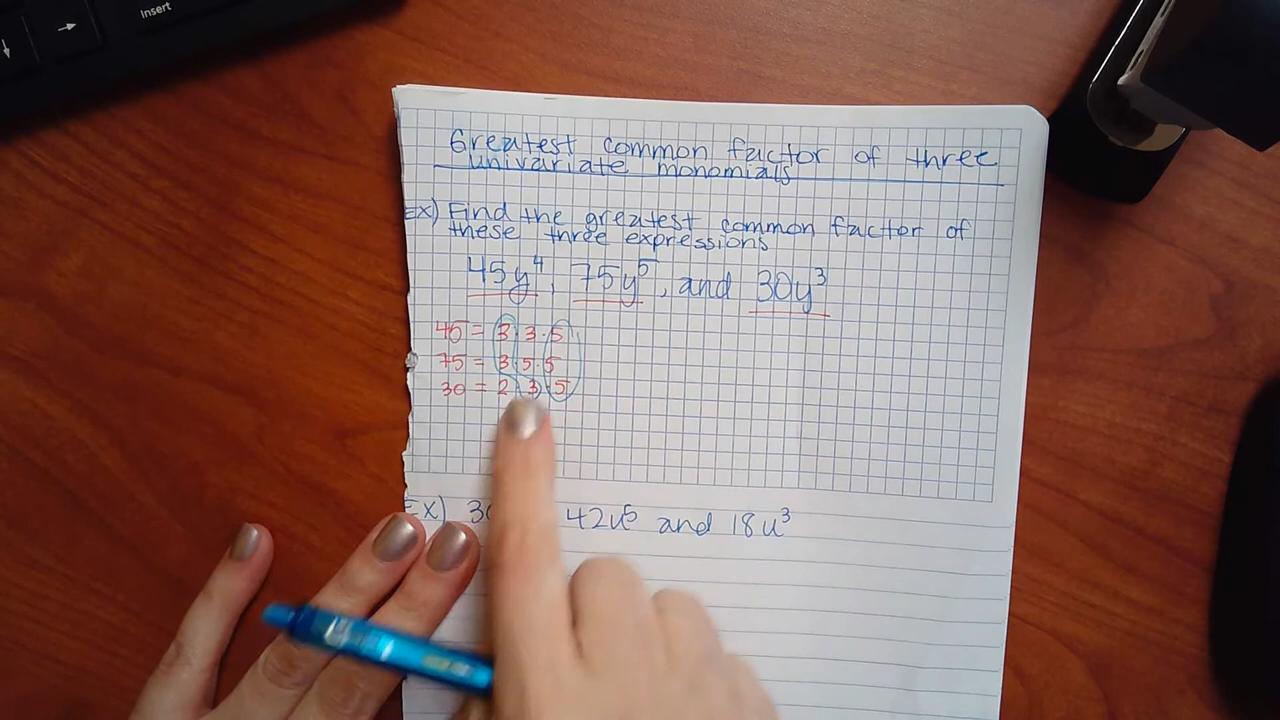 Insert
Greatest common factor of three
univariate monomials
EX) Find the greatest common factor of
these three expressions
45y⁴, 75y⁵, and 30y³
45 = 3·3·5
75 = 3·5·5
30 = 2·3·5
EX) 42u⁵ and 18u³